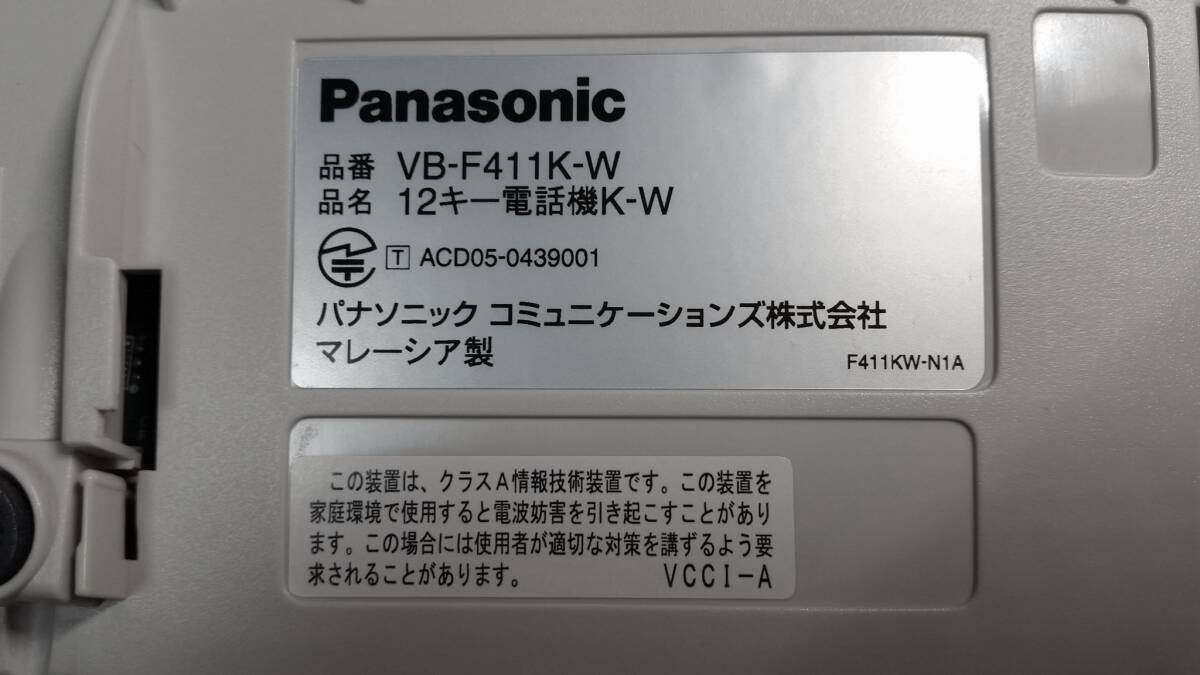 Panasonic
品番 VB-F411K-W
品名 12キー電話機K-W
T ACD05-0439001
パナソニック コミュニケーションズ株式会社
マレーシア製
F411KW-N1A
この装置は、クラスA情報技術装置です。この装置を
家庭環境で使用すると電波妨害を引き起こすことがあり
ます。この場合には使用者が適切な対策を講ずるよう要
求されることがあります。 VCCI-A